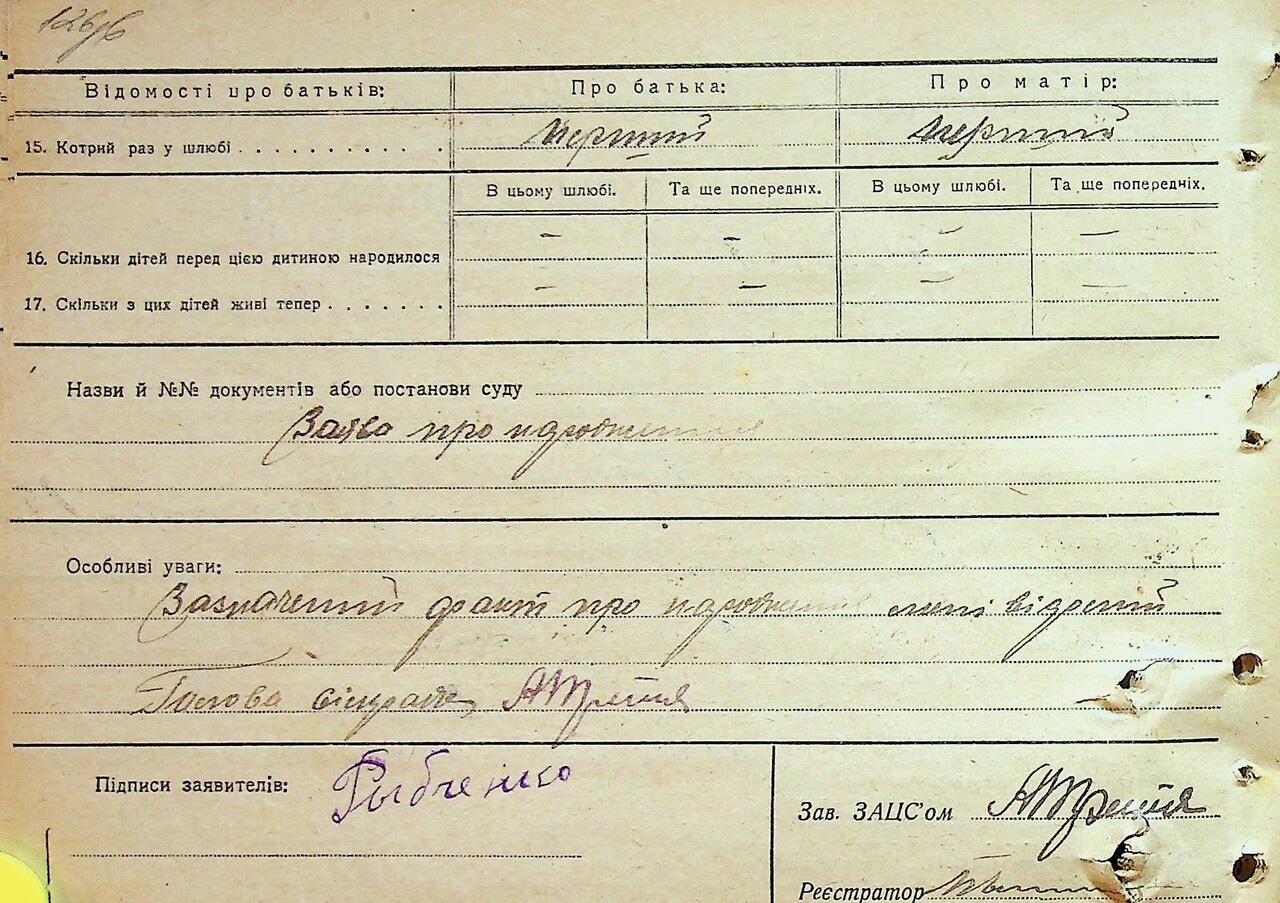 126/б
Відомості про батьків: Про батька: Про матір:
15. Котрий раз у шлюбі . . . . . . . . . . . . Перший Перший
В цьому шлюбі. Та ще попередніх. В цьому шлюбі. Та ще попередніх.
16. Скільки дітей перед цією дитиною народилося — — — —
17. Скільки з цих дітей живі тепер . . . . . . . — — — —
Назви й №№ документів або постанови суду
Заява про народження
Особливі уваги:
Зазначений факт про народження мені відомий
Голова сільради
Підписи заявителів: Рыбченко
Зав. ЗАЦС'ом
Реєстратор